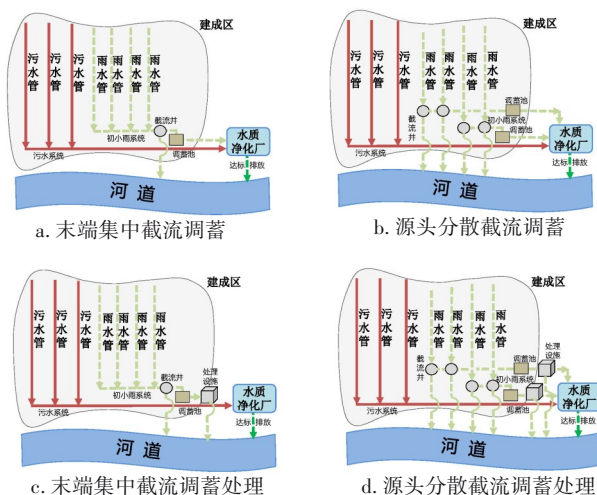 建成区
污水管
污水管
污水管
雨水管
雨水管
雨水管
雨水管
截流井
初小雨系统
调蓄池
污水系统
水质
净化厂
达标排放
河道
a. 末端集中截流调蓄
建成区
污水管
污水管
污水管
雨水管
雨水管
雨水管
雨水管
调蓄池
截流井
初小雨系统
调蓄池
污水系统
水质
净化厂
达标排放
河道
b. 源头分散截流调蓄
建成区
污水管
污水管
污水管
雨水管
雨水管
雨水管
雨水管
截流井
处理
设施
初小雨系统
调蓄池
污水系统
水质
净化厂
达标排放
河道
c. 末端集中截流调蓄处理
建成区
污水管
污水管
污水管
雨水管
雨水管
雨水管
雨水管
处理
设施
调蓄池
截流井
初小雨系统
调蓄池
污水系统
水质
净化厂
达标排放
河道
d. 源头分散截流调蓄处理